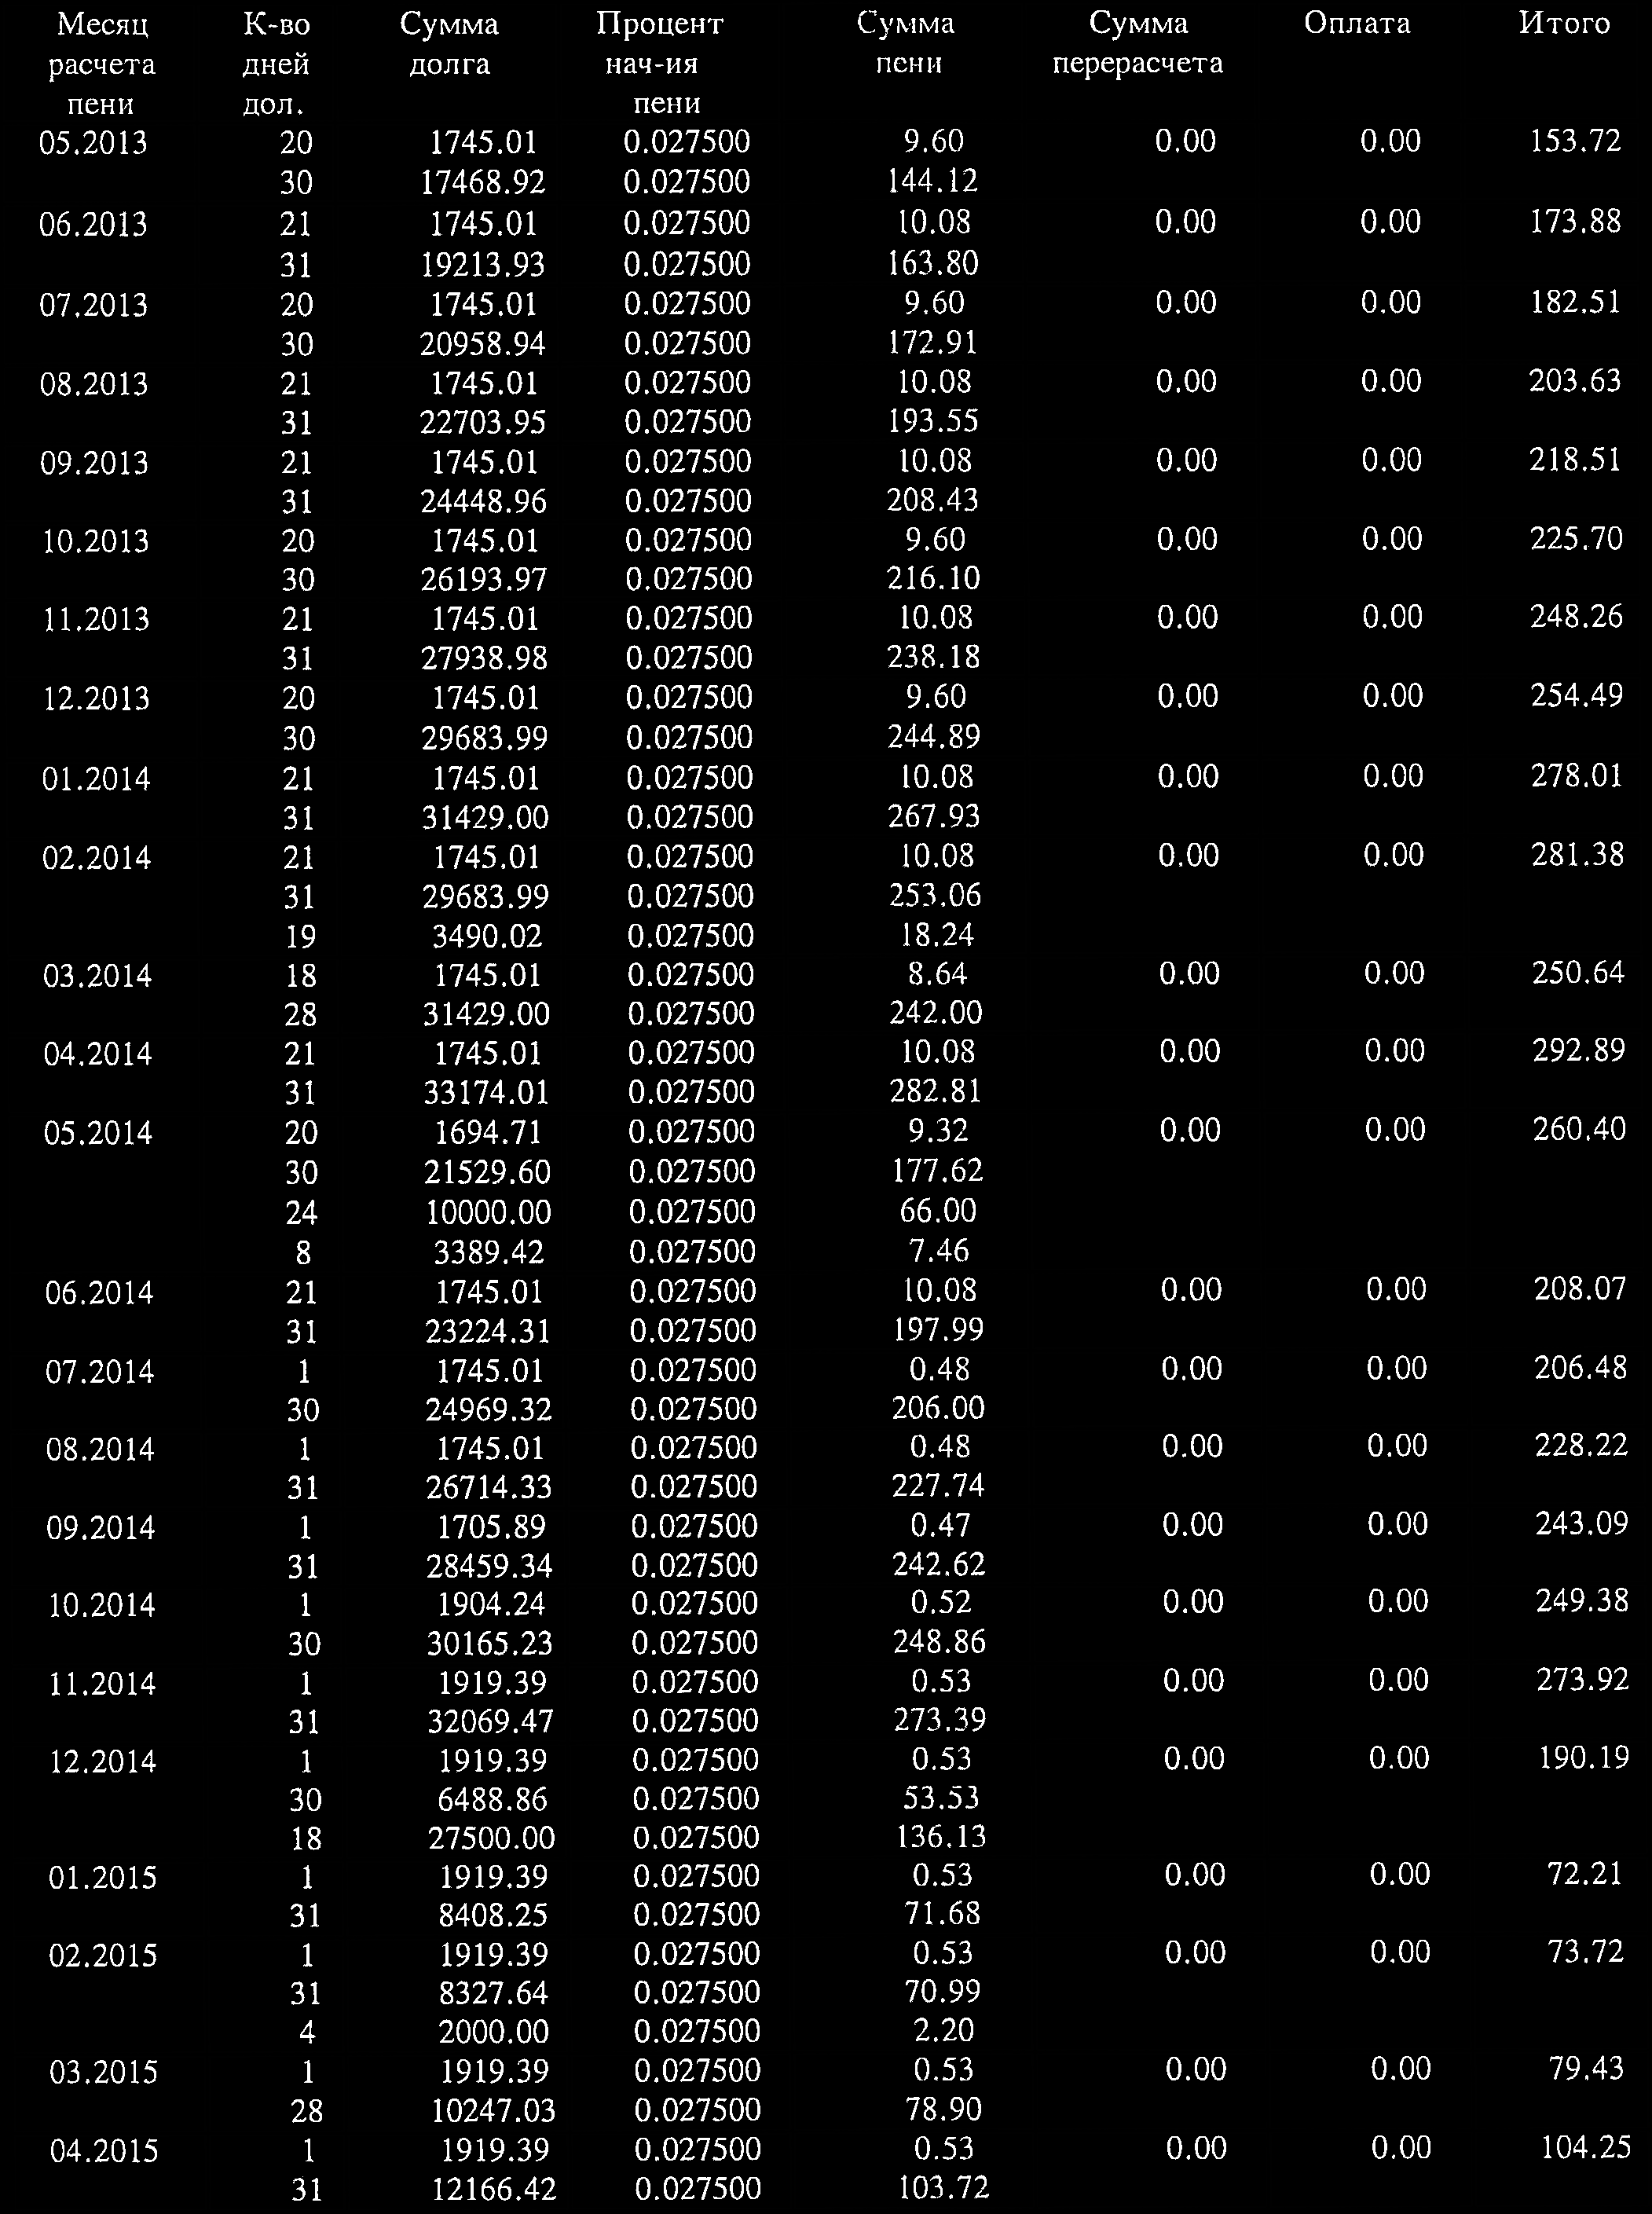 Месяц К-во Сумма Процент Сумма Сумма Оплата Итого
расчета дней долга нач-ия пени перерасчета
пени дол. пени
05.2013 20 1745.01 0.027500 9.60 0.00 0.00 153.72
30 17468.92 0.027500 144.12
06.2013 21 1745.01 0.027500 10.08 0.00 0.00 173.88
31 19213.93 0.027500 163.80
07.2013 20 1745.01 0.027500 9.60 0.00 0.00 182.51
30 20958.94 0.027500 172.91
08.2013 21 1745.01 0.027500 10.08 0.00 0.00 203.63
31 22703.95 0.027500 193.55
09.2013 21 1745.01 0.027500 10.08 0.00 0.00 218.51
31 24448.96 0.027500 208.43
10.2013 20 1745.01 0.027500 9.60 0.00 0.00 225.70
30 26193.97 0.027500 216.10
11.2013 21 1745.01 0.027500 10.08 0.00 0.00 248.26
31 27938.98 0.027500 238.18
12.2013 20 1745.01 0.027500 9.60 0.00 0.00 254.49
30 29683.99 0.027500 244.89
01.2014 21 1745.01 0.027500 10.08 0.00 0.00 278.01
31 31429.00 0.027500 267.93
02.2014 21 1745.01 0.027500 10.08 0.00 0.00 281.38
31 29683.99 0.027500 253.06
19 3490.02 0.027500 18.24
03.2014 18 1745.01 0.027500 8.64 0.00 0.00 250.64
28 31429.00 0.027500 242.00
04.2014 21 1745.01 0.027500 10.08 0.00 0.00 292.89
31 33174.01 0.027500 282.81
05.2014 20 1694.71 0.027500 9.32 0.00 0.00 260.40
30 21529.60 0.027500 177.62
24 10000.00 0.027500 66.00
8 3389.42 0.027500 7.46
06.2014 21 1745.01 0.027500 10.08 0.00 0.00 208.07
31 23224.31 0.027500 197.99
07.2014 1 1745.01 0.027500 0.48 0.00 0.00 206.48
30 24969.32 0.027500 206.00
08.2014 1 1745.01 0.027500 0.48 0.00 0.00 228.22
31 26714.33 0.027500 227.74
09.2014 1 1705.89 0.027500 0.47 0.00 0.00 243.09
31 28459.34 0.027500 242.62
10.2014 1 1904.24 0.027500 0.52 0.00 0.00 249.38
30 30165.23 0.027500 248.86
11.2014 1 1919.39 0.027500 0.53 0.00 0.00 273.92
31 32069.47 0.027500 273.39
12.2014 1 1919.39 0.027500 0.53 0.00 0.00 190.19
30 6488.86 0.027500 53.53
18 27500.00 0.027500 136.13
01.2015 1 1919.39 0.027500 0.53 0.00 0.00 72.21
31 8408.25 0.027500 71.68
02.2015 1 1919.39 0.027500 0.53 0.00 0.00 73.72
31 8327.64 0.027500 70.99
4 2000.00 0.027500 2.20
03.2015 1 1919.39 0.027500 0.53 0.00 0.00 79.43
28 10247.03 0.027500 78.90
04.2015 1 1919.39 0.027500 0.53 0.00 0.00 104.25
31 12166.42 0.027500 103.72